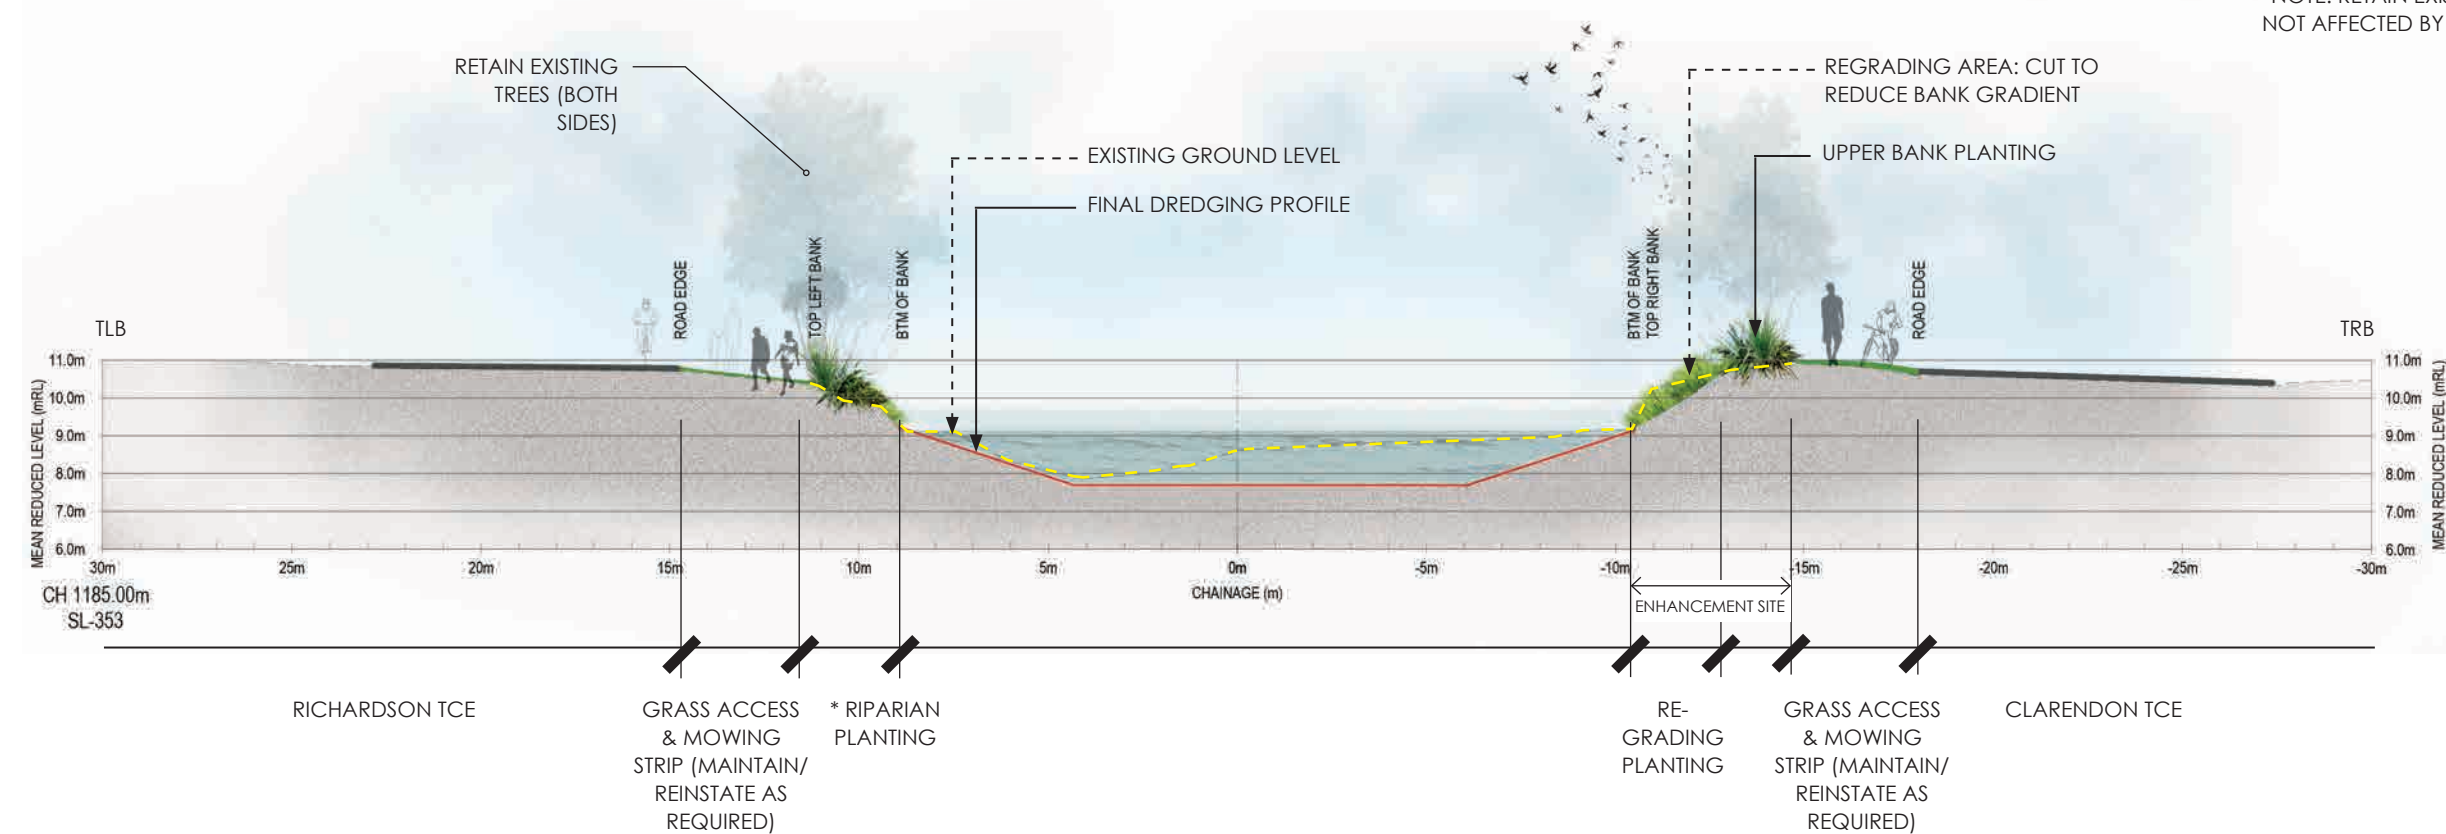 NOT AFFECTED BY
RETAIN EXISTING
TREES (BOTH
SIDES)
REGRADING AREA: CUT TO
REDUCE BANK GRADIENT
EXISTING GROUND LEVEL
UPPER BANK PLANTING
FINAL DREDGING PROFILE
ROAD EDGE
TOP LEFT BANK
BTM OF BANK
BTM OF BANK
TOP RIGHT BANK
ROAD EDGE
TLB
TRB
MEAN REDUCED LEVEL (mRL)
11.0m
10.0m
9.0m
8.0m
7.0m
6.0m
11.0m
10.0m
9.0m
8.0m
7.0m
6.0m
MEAN REDUCED LEVEL (mRL)
30m 25m 20m 15m 10m 5m 0m -5m -10m -15m -20m -25m -30m
CHAINAGE (m)
CH 1185.00m
SL-353
ENHANCEMENT SITE
RICHARDSON TCE
GRASS ACCESS
& MOWING
STRIP (MAINTAIN/
REINSTATE AS
REQUIRED)
* RIPARIAN
PLANTING
RE-
GRADING
PLANTING
GRASS ACCESS
& MOWING
STRIP (MAINTAIN/
REINSTATE AS
REQUIRED)
CLARENDON TCE